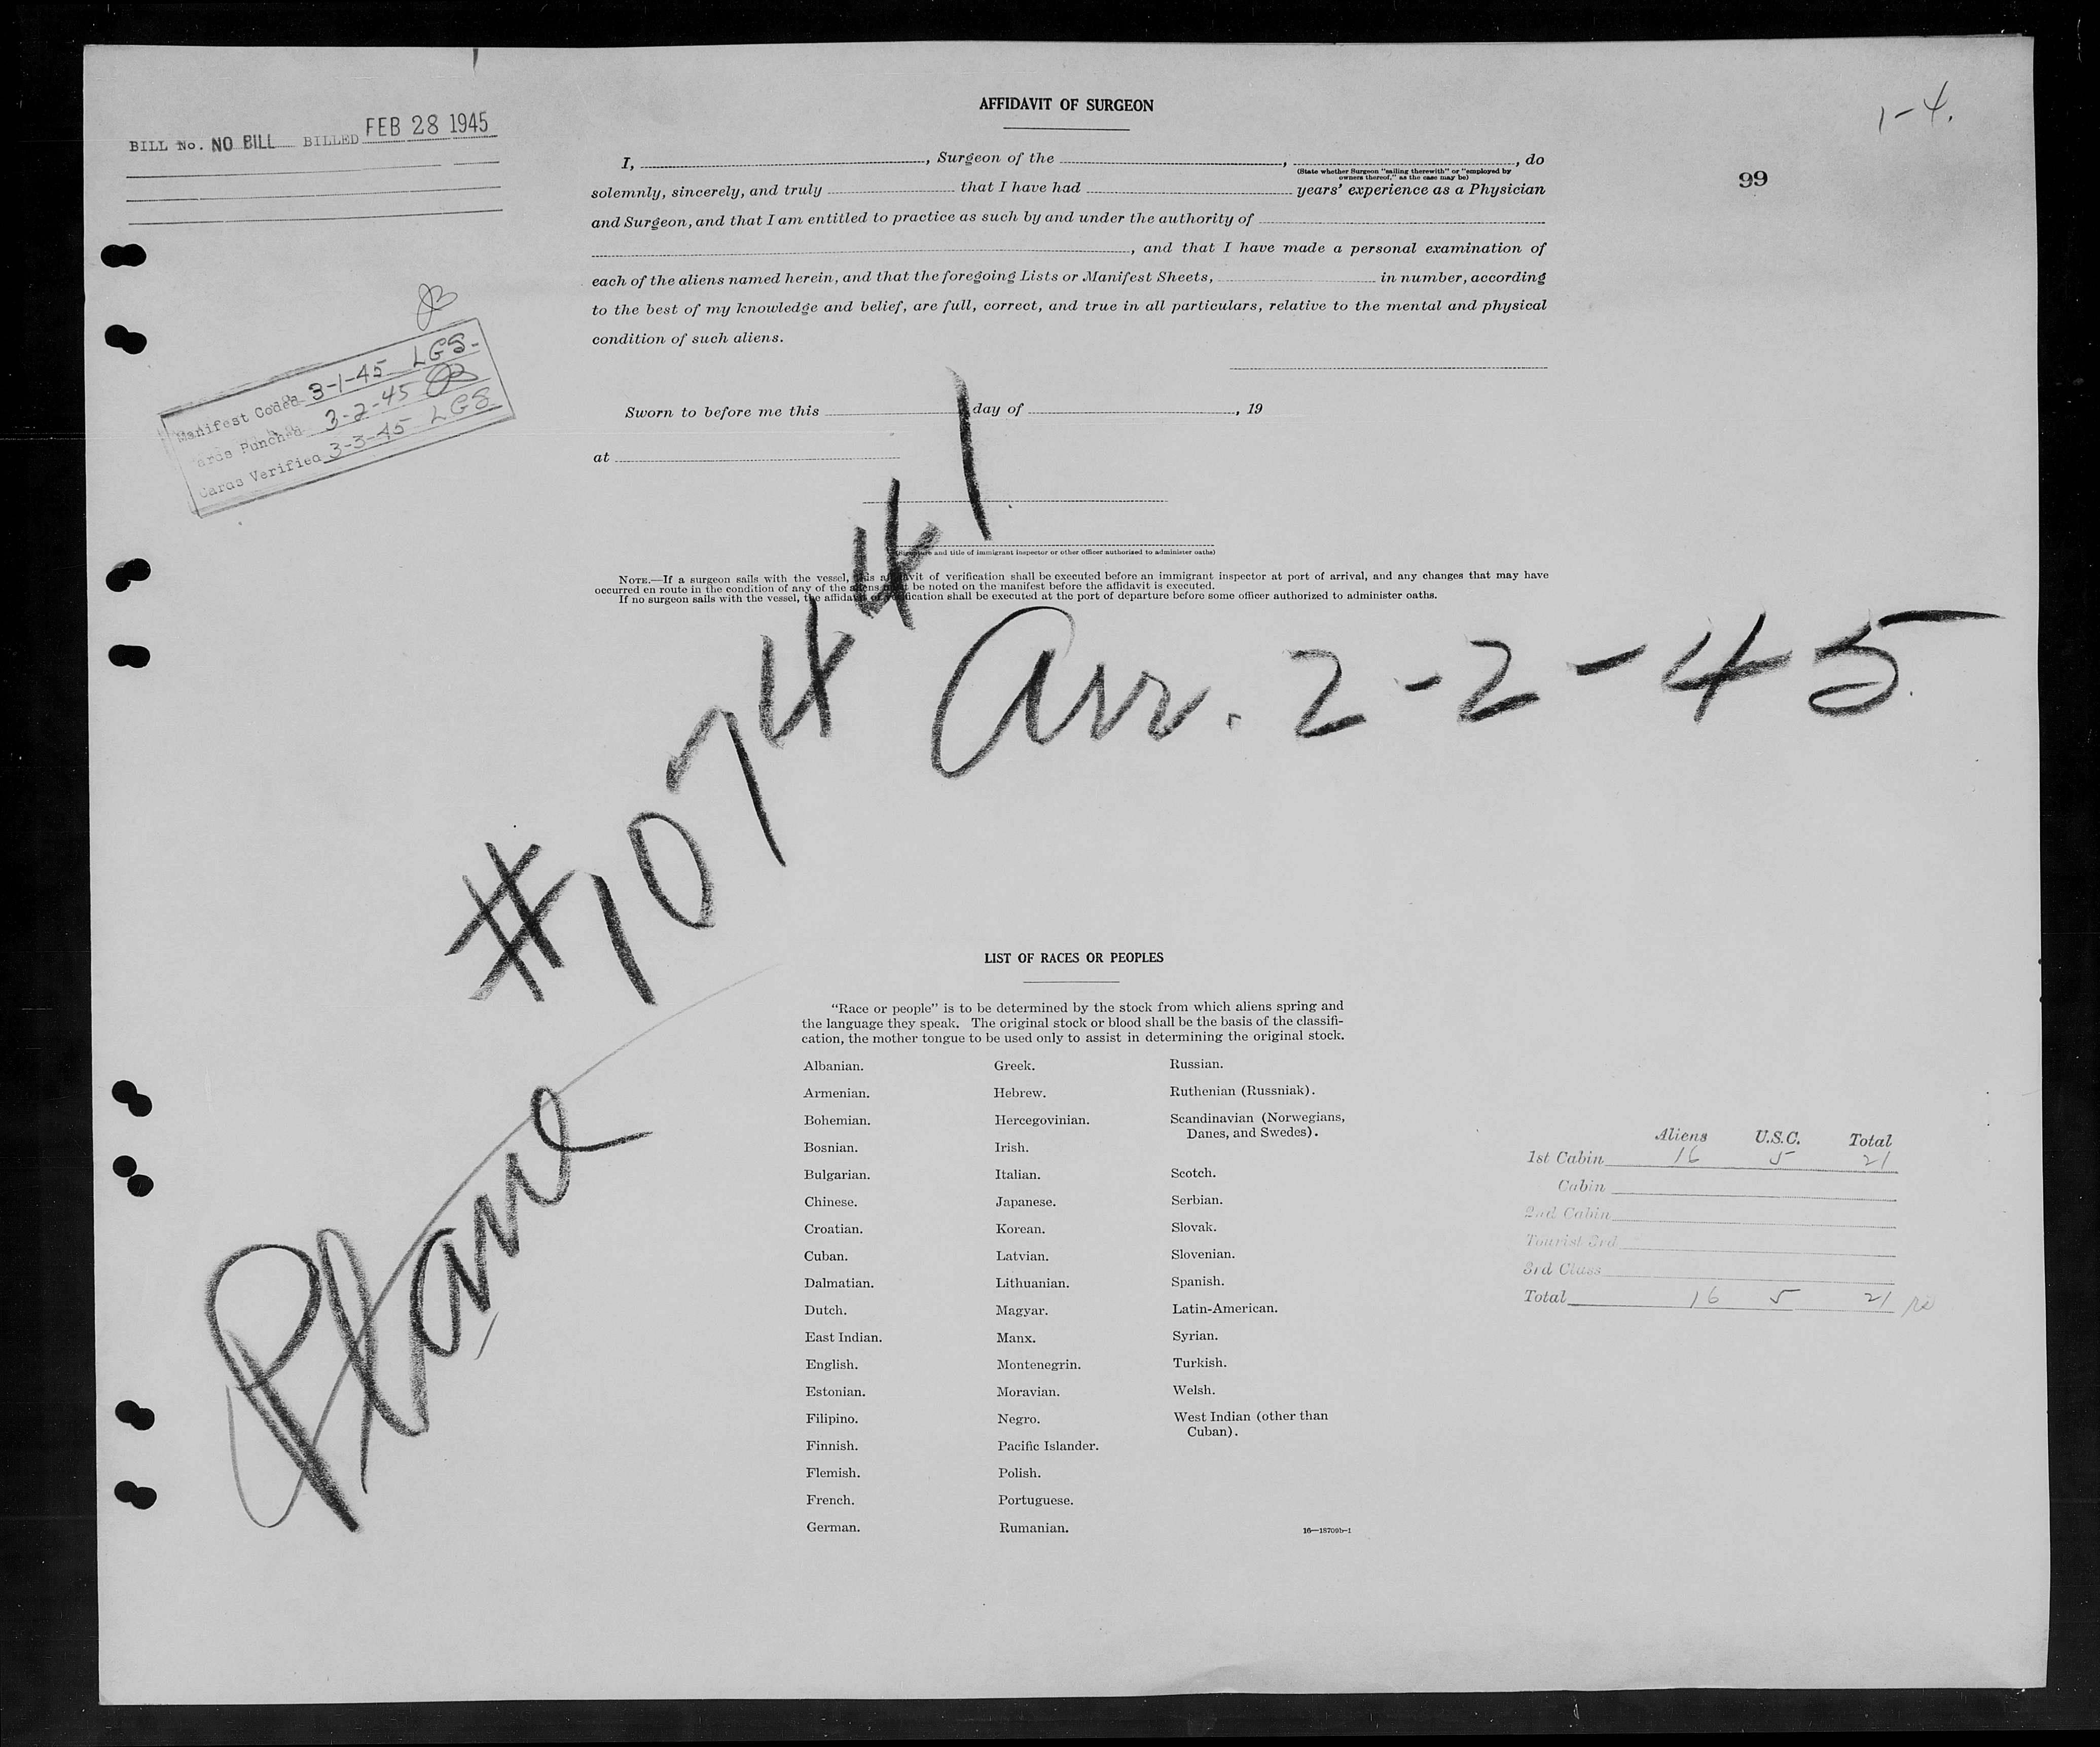 AFFIDAVIT OF SURGEON
1-4.
BILL No. NO BILL BILLED FEB 28 1945
99
I, , Surgeon of the , , do
(State whether Surgeon "sailing therewith" or "employed by
owners thereof," as the case may be)
solemnly, sincerely, and truly that I have had years' experience as a Physician
and Surgeon, and that I am entitled to practice as such by and under the authority of
, and that I have made a personal examination of
each of the aliens named herein, and that the foregoing Lists or Manifest Sheets, in number, according
to the best of my knowledge and belief, are full, correct, and true in all particulars, relative to the mental and physical
condition of such aliens.
Manifest Coded 3-1-45 LGS.
Cards Punched 3-2-45
Cards Verified 3-3-45 LGS
Sworn to before me this day of , 19
at
(Signature and title of immigrant inspector or other officer authorized to administer oaths)
NOTE.—If a surgeon sails with the vessel, this affidavit of verification shall be executed before an immigrant inspector at port of arrival, and any changes that may have
occurred en route in the condition of any of the aliens must be noted on the manifest before the affidavit is executed.
If no surgeon sails with the vessel, the affidavit of verification shall be executed at the port of departure before some officer authorized to administer oaths.
Plane #107441
Arr. 2-2-45
LIST OF RACES OR PEOPLES
"Race or people" is to be determined by the stock from which aliens spring and
the language they speak. The original stock or blood shall be the basis of the classifi-
cation, the mother tongue to be used only to assist in determining the original stock.
Albanian.
Armenian.
Bohemian.
Bosnian.
Bulgarian.
Chinese.
Croatian.
Cuban.
Dalmatian.
Dutch.
East Indian.
English.
Estonian.
Filipino.
Finnish.
Flemish.
French.
German.
Greek.
Hebrew.
Hercegovinian.
Irish.
Italian.
Japanese.
Korean.
Latvian.
Lithuanian.
Magyar.
Manx.
Montenegrin.
Moravian.
Negro.
Pacific Islander.
Polish.
Portuguese.
Rumanian.
Russian.
Ruthenian (Russniak).
Scandinavian (Norwegians,
Danes, and Swedes).
Scotch.
Serbian.
Slovak.
Slovenian.
Spanish.
Latin-American.
Syrian.
Turkish.
Welsh.
West Indian (other than
Cuban).
16—18709b-1
Aliens U.S.C. Total
1st Cabin 16 5 21
Cabin
2nd Cabin
Tourist 3rd
3rd Class
Total 16 5 21